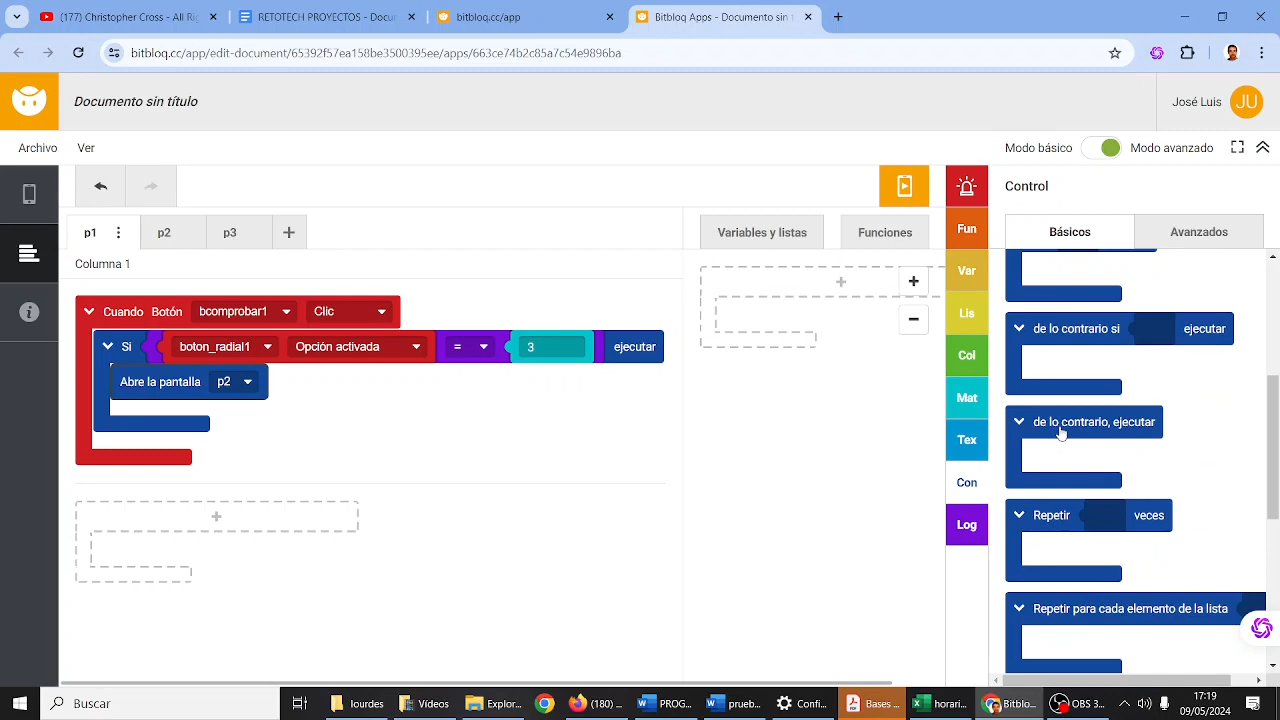 (177) Christopher Cross - All Ri
RETOTECH PROYECTOS - Docu
bitbloq.cc/app
Bitbloq Apps - Documento sin t
bitbloq.cc/app/edit-document/65392f57ea158be3500395ee/apps/663ce74b2c85a7c54e9896ba
Documento sin título
José Luis
JU
Archivo
Ver
Modo básico
Modo avanzado
Control
p1
p2
p3
Variables y listas
Funciones
Fun
Básicos
Avanzados
Columna 1
Var
Cuando Botón bcomprobar1 Clic
Lis
de lo contrario si ejecutar
Si boton_radial1 Opción activada = 3 ejecutar
Col
Abre la pantalla p2
Mat
de lo contrario, ejecutar
Tex
Con
Repetir veces
Log
Repetir para cada elemento de la lista
Buscar
Explo...
Videos
Explo...
(1880 ...
PROG...
prueb...
Confi...
Bases ...
horari...
Bitblo...
OBS 3...
17:19
09/05/2024